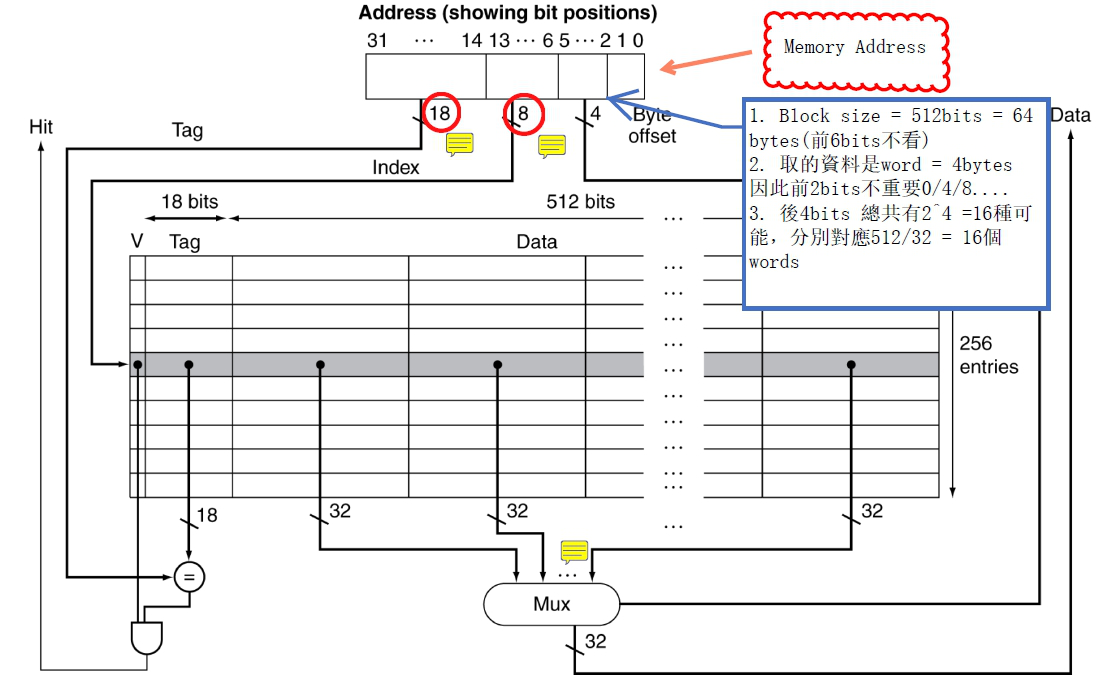 Address (showing bit positions)
31 ··· 14 13 ··· 6 5 ··· 2 1 0
Memory Address
18
8
4
Byte
offset
Hit
Tag
Index
Data
1. Block size = 512bits = 64
bytes(前6bits不看)
2. 取的資料是word = 4bytes
因此前2bits不重要0/4/8....
3. 後4bits 總共有2^4 =16種可
能，分別對應512/32 = 16個
words
18 bits
512 bits
···
V
Tag
Data
···
···
···
···
···
···
···
···
···
···
256
entries
18
32
32
···
32
=
···
Mux
32